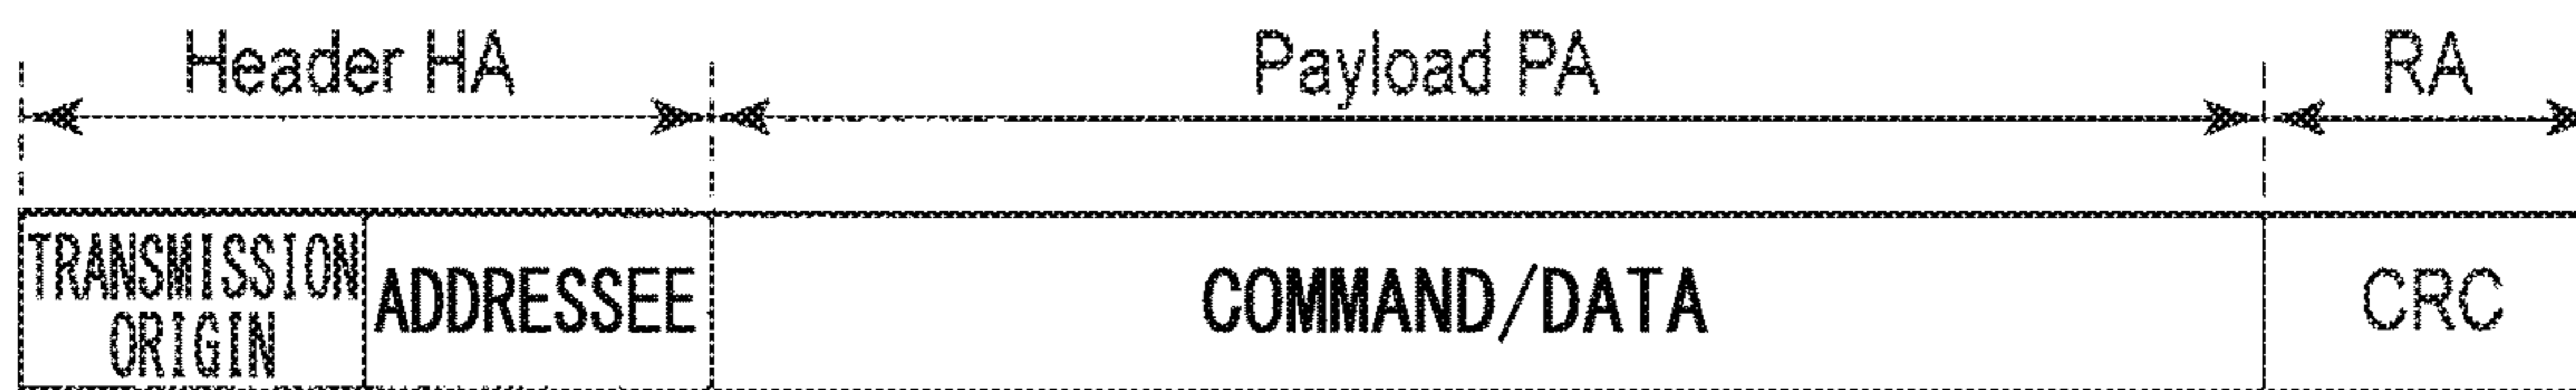 Header HA Payload PA RA
TRANSMISSION
ORIGIN
ADDRESSEE
COMMAND/DATA
CRC